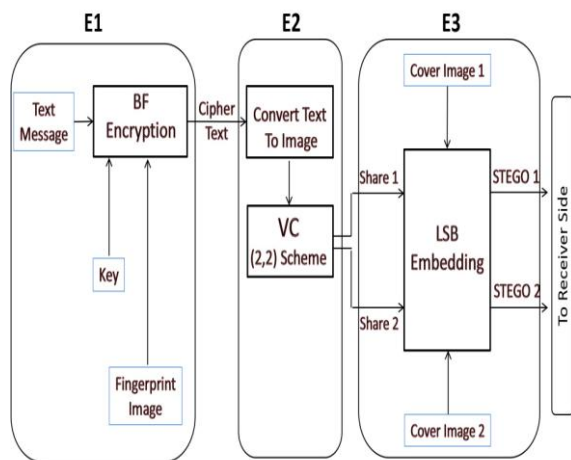 E1
E2
E3
Text
Message
BF
Encryption
Key
Fingerprint
Image
Cipher
Text
Convert Text
To Image
VC
(2,2) Scheme
Share 1
Share 2
Cover Image 1
LSB
Embedding
Cover Image 2
STEGO 1
STEGO 2
To Receiver Side